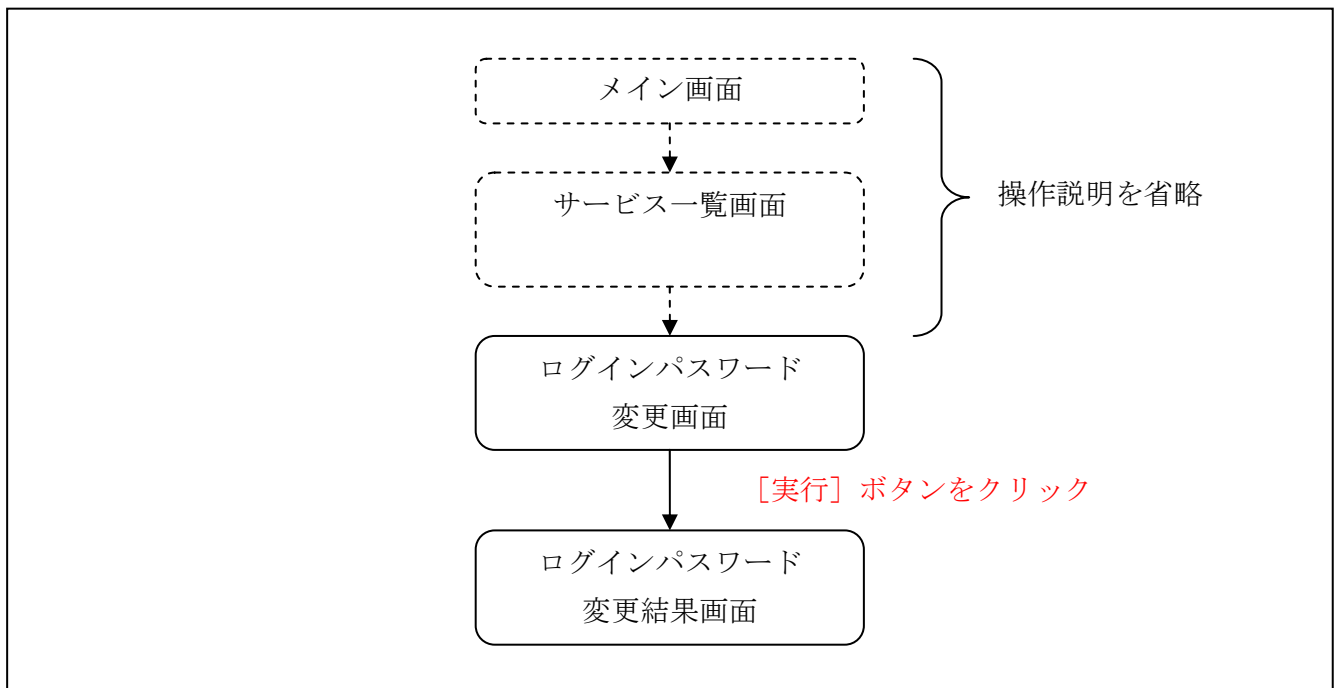 メイン画面
サービス一覧画面
操作説明を省略
ログインパスワード
変更画面
［実行］ボタンをクリック
ログインパスワード
変更結果画面